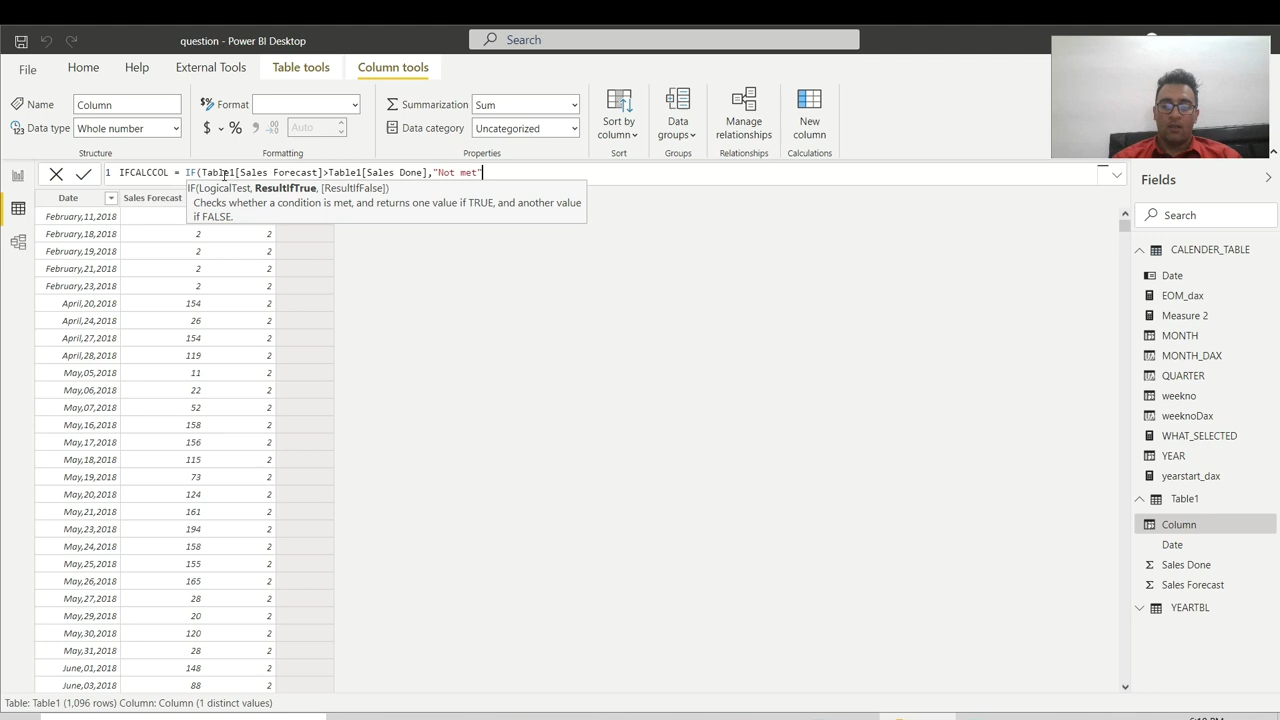 question - Power BI Desktop
Search
File
Home
Help
External Tools
Table tools
Column tools
Name
Column
Data type
Whole number
Structure
Format
$
%
Auto
Formatting
Summarization
Sum
Data category
Uncategorized
Properties
Sort by
column
Sort
Data
groups
Groups
Manage
relationships
Relationships
New
column
Calculations
1 IFCALCCOL = IF(Table1[Sales Forecast]>Table1[Sales Done],"Not met"
IF(LogicalTest, ResultIfTrue, [ResultIfFalse])
Checks whether a condition is met, and returns one value if TRUE, and another value
if FALSE.
Date Sales Forecast
February,11,2018
February,18,2018 2 2
February,19,2018 2 2
February,21,2018 2 2
February,23,2018 2 2
April,20,2018 154 2
April,24,2018 26 2
April,27,2018 154 2
April,28,2018 119 2
May,05,2018 11 2
May,06,2018 22 2
May,07,2018 52 2
May,16,2018 158 2
May,17,2018 156 2
May,18,2018 115 2
May,19,2018 73 2
May,20,2018 124 2
May,21,2018 161 2
May,23,2018 194 2
May,24,2018 158 2
May,25,2018 155 2
May,26,2018 165 2
May,27,2018 28 2
May,29,2018 20 2
May,30,2018 120 2
May,31,2018 28 2
June,01,2018 148 2
June,03,2018 88 2
Fields
Search
CALENDER_TABLE
Date
EOM_dax
Measure 2
MONTH
MONTH_DAX
QUARTER
weekno
weeknoDax
WHAT_SELECTED
YEAR
yearstart_dax
Table1
Column
Date
Sales Done
Sales Forecast
YEARTBL
Table: Table1 (1,096 rows) Column: Column (1 distinct values)